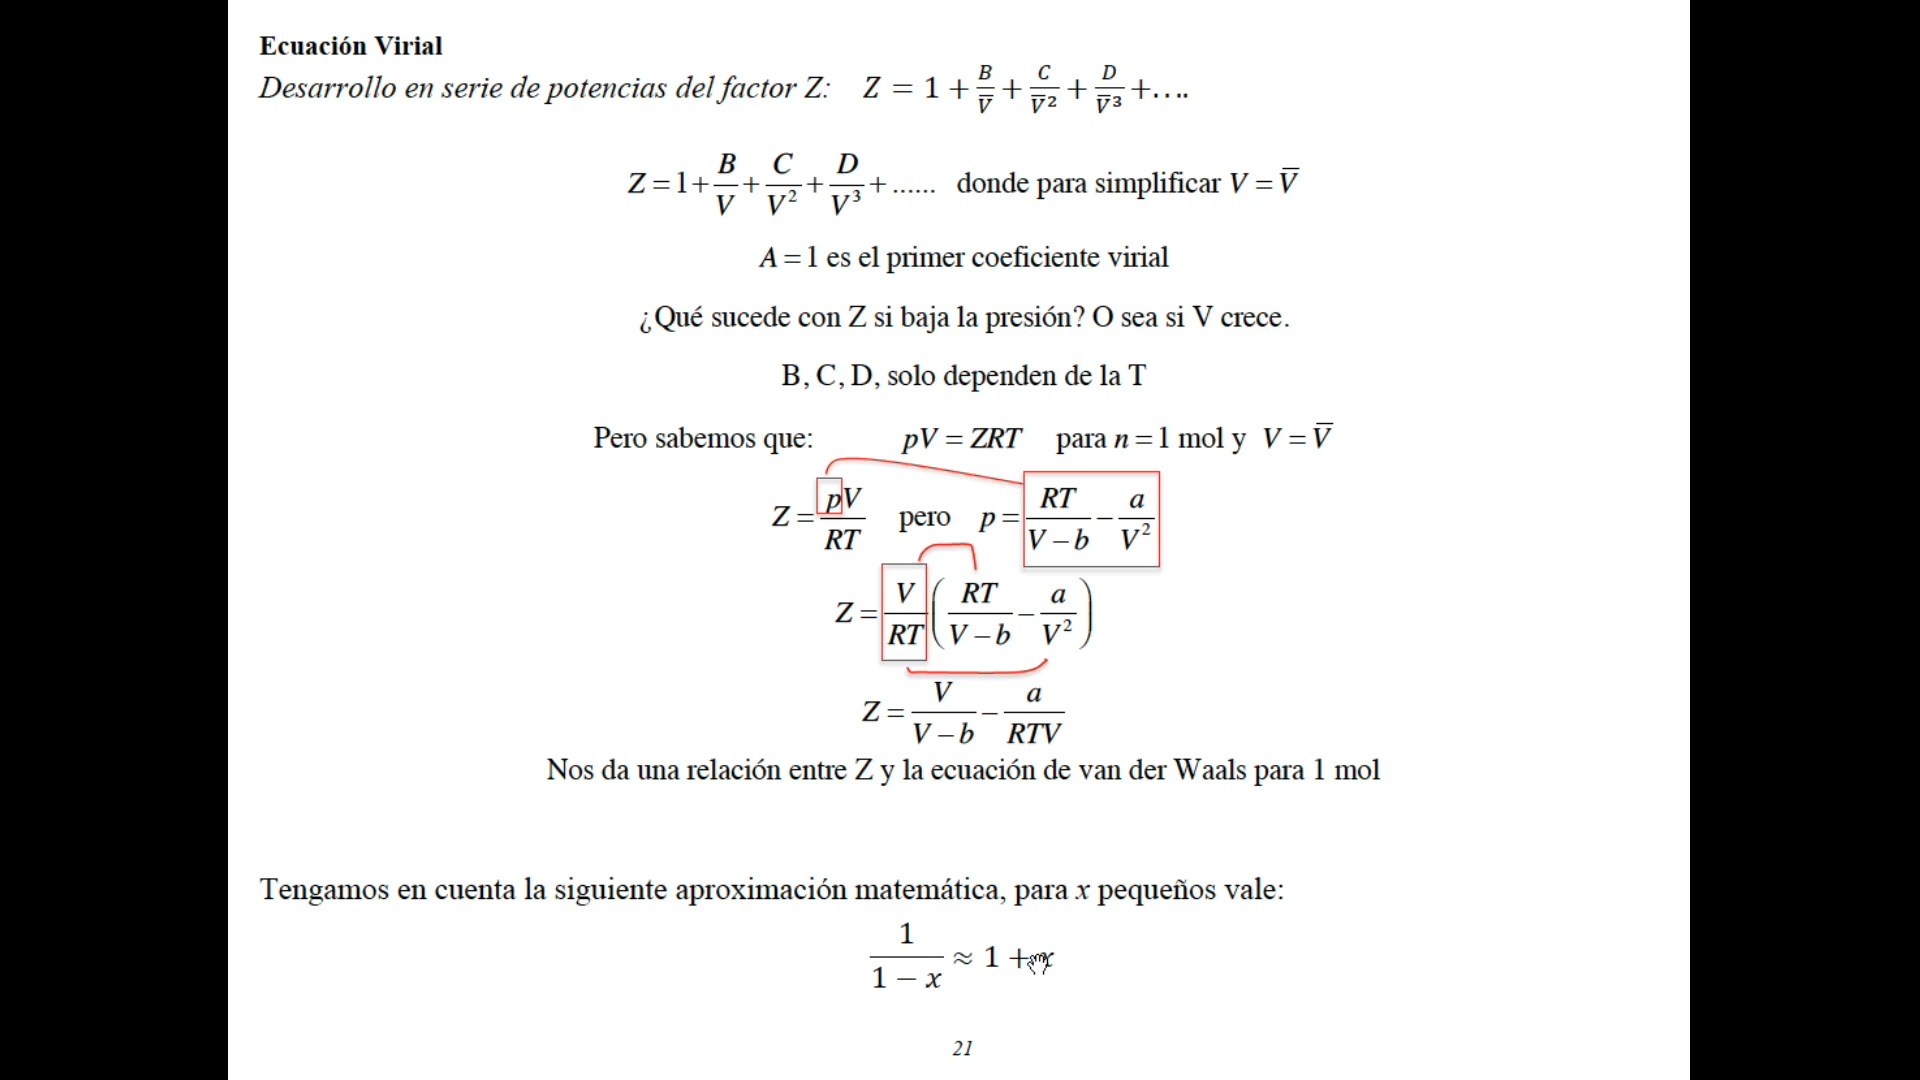 Ecuación Virial
Desarrollo en serie de potencias del factor Z: Z = 1 + B/V̅ + C/V̅² + D/V̅³ +….
Z = 1 + B/V + C/V² + D/V³ + ...... donde para simplificar V = V̅
A = 1 es el primer coeficiente virial
¿Qué sucede con Z si baja la presión? O sea si V crece.
B, C, D, solo dependen de la T
Pero sabemos que: pV = ZRT para n = 1 mol y V = V̅
Z = pV/RT pero p = RT/(V − b) − a/V²
Z = V/RT (RT/(V − b) − a/V²)
Z = V/(V − b) − a/RTV
Nos da una relación entre Z y la ecuación de van der Waals para 1 mol
Tengamos en cuenta la siguiente aproximación matemática, para x pequeños vale:
1/(1 − x) ≈ 1 + x
21